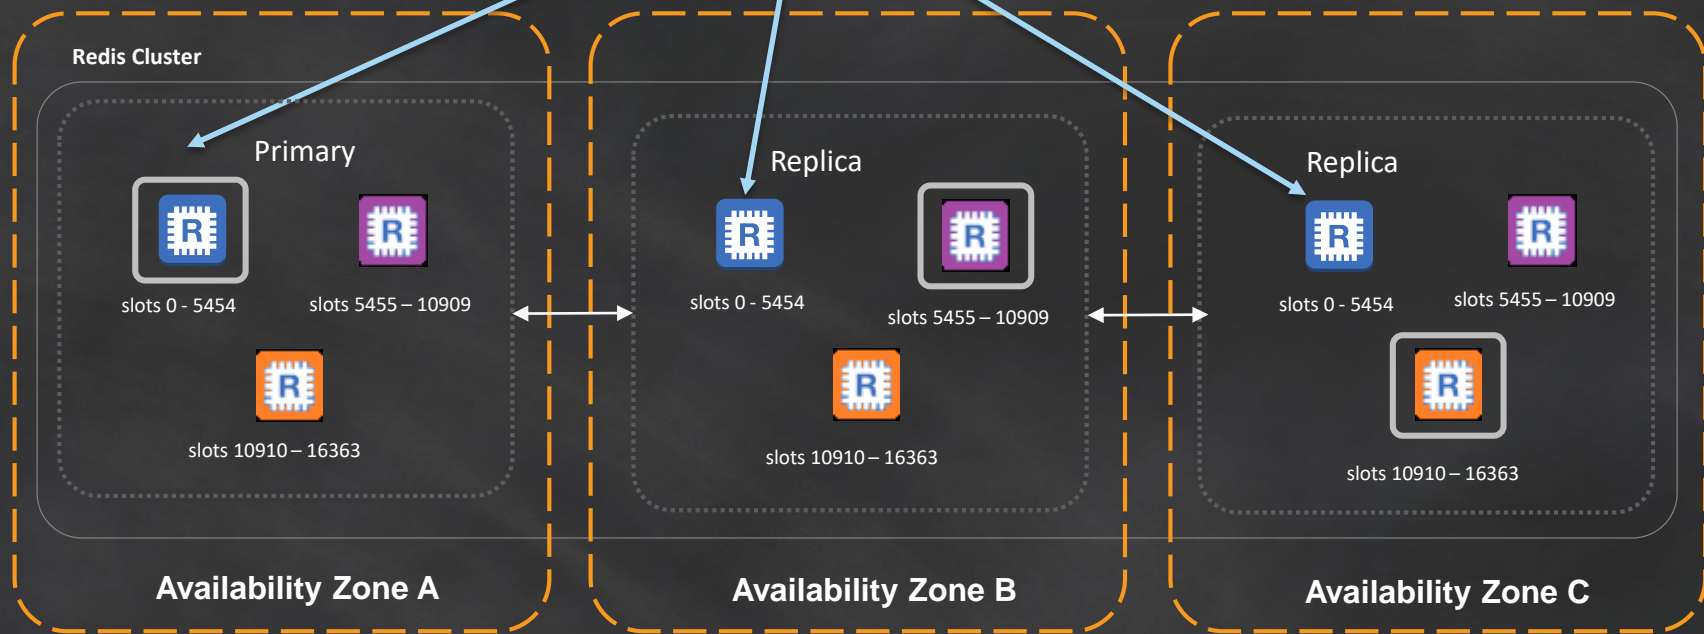 Redis Cluster
Primary
R
R
slots 0 - 5454
slots 5455 – 10909
R
slots 10910 – 16363
Availability Zone A
Replica
R
R
slots 0 - 5454
slots 5455 – 10909
R
slots 10910 – 16363
Availability Zone B
Replica
R
R
slots 0 - 5454
slots 5455 – 10909
R
slots 10910 – 16363
Availability Zone C